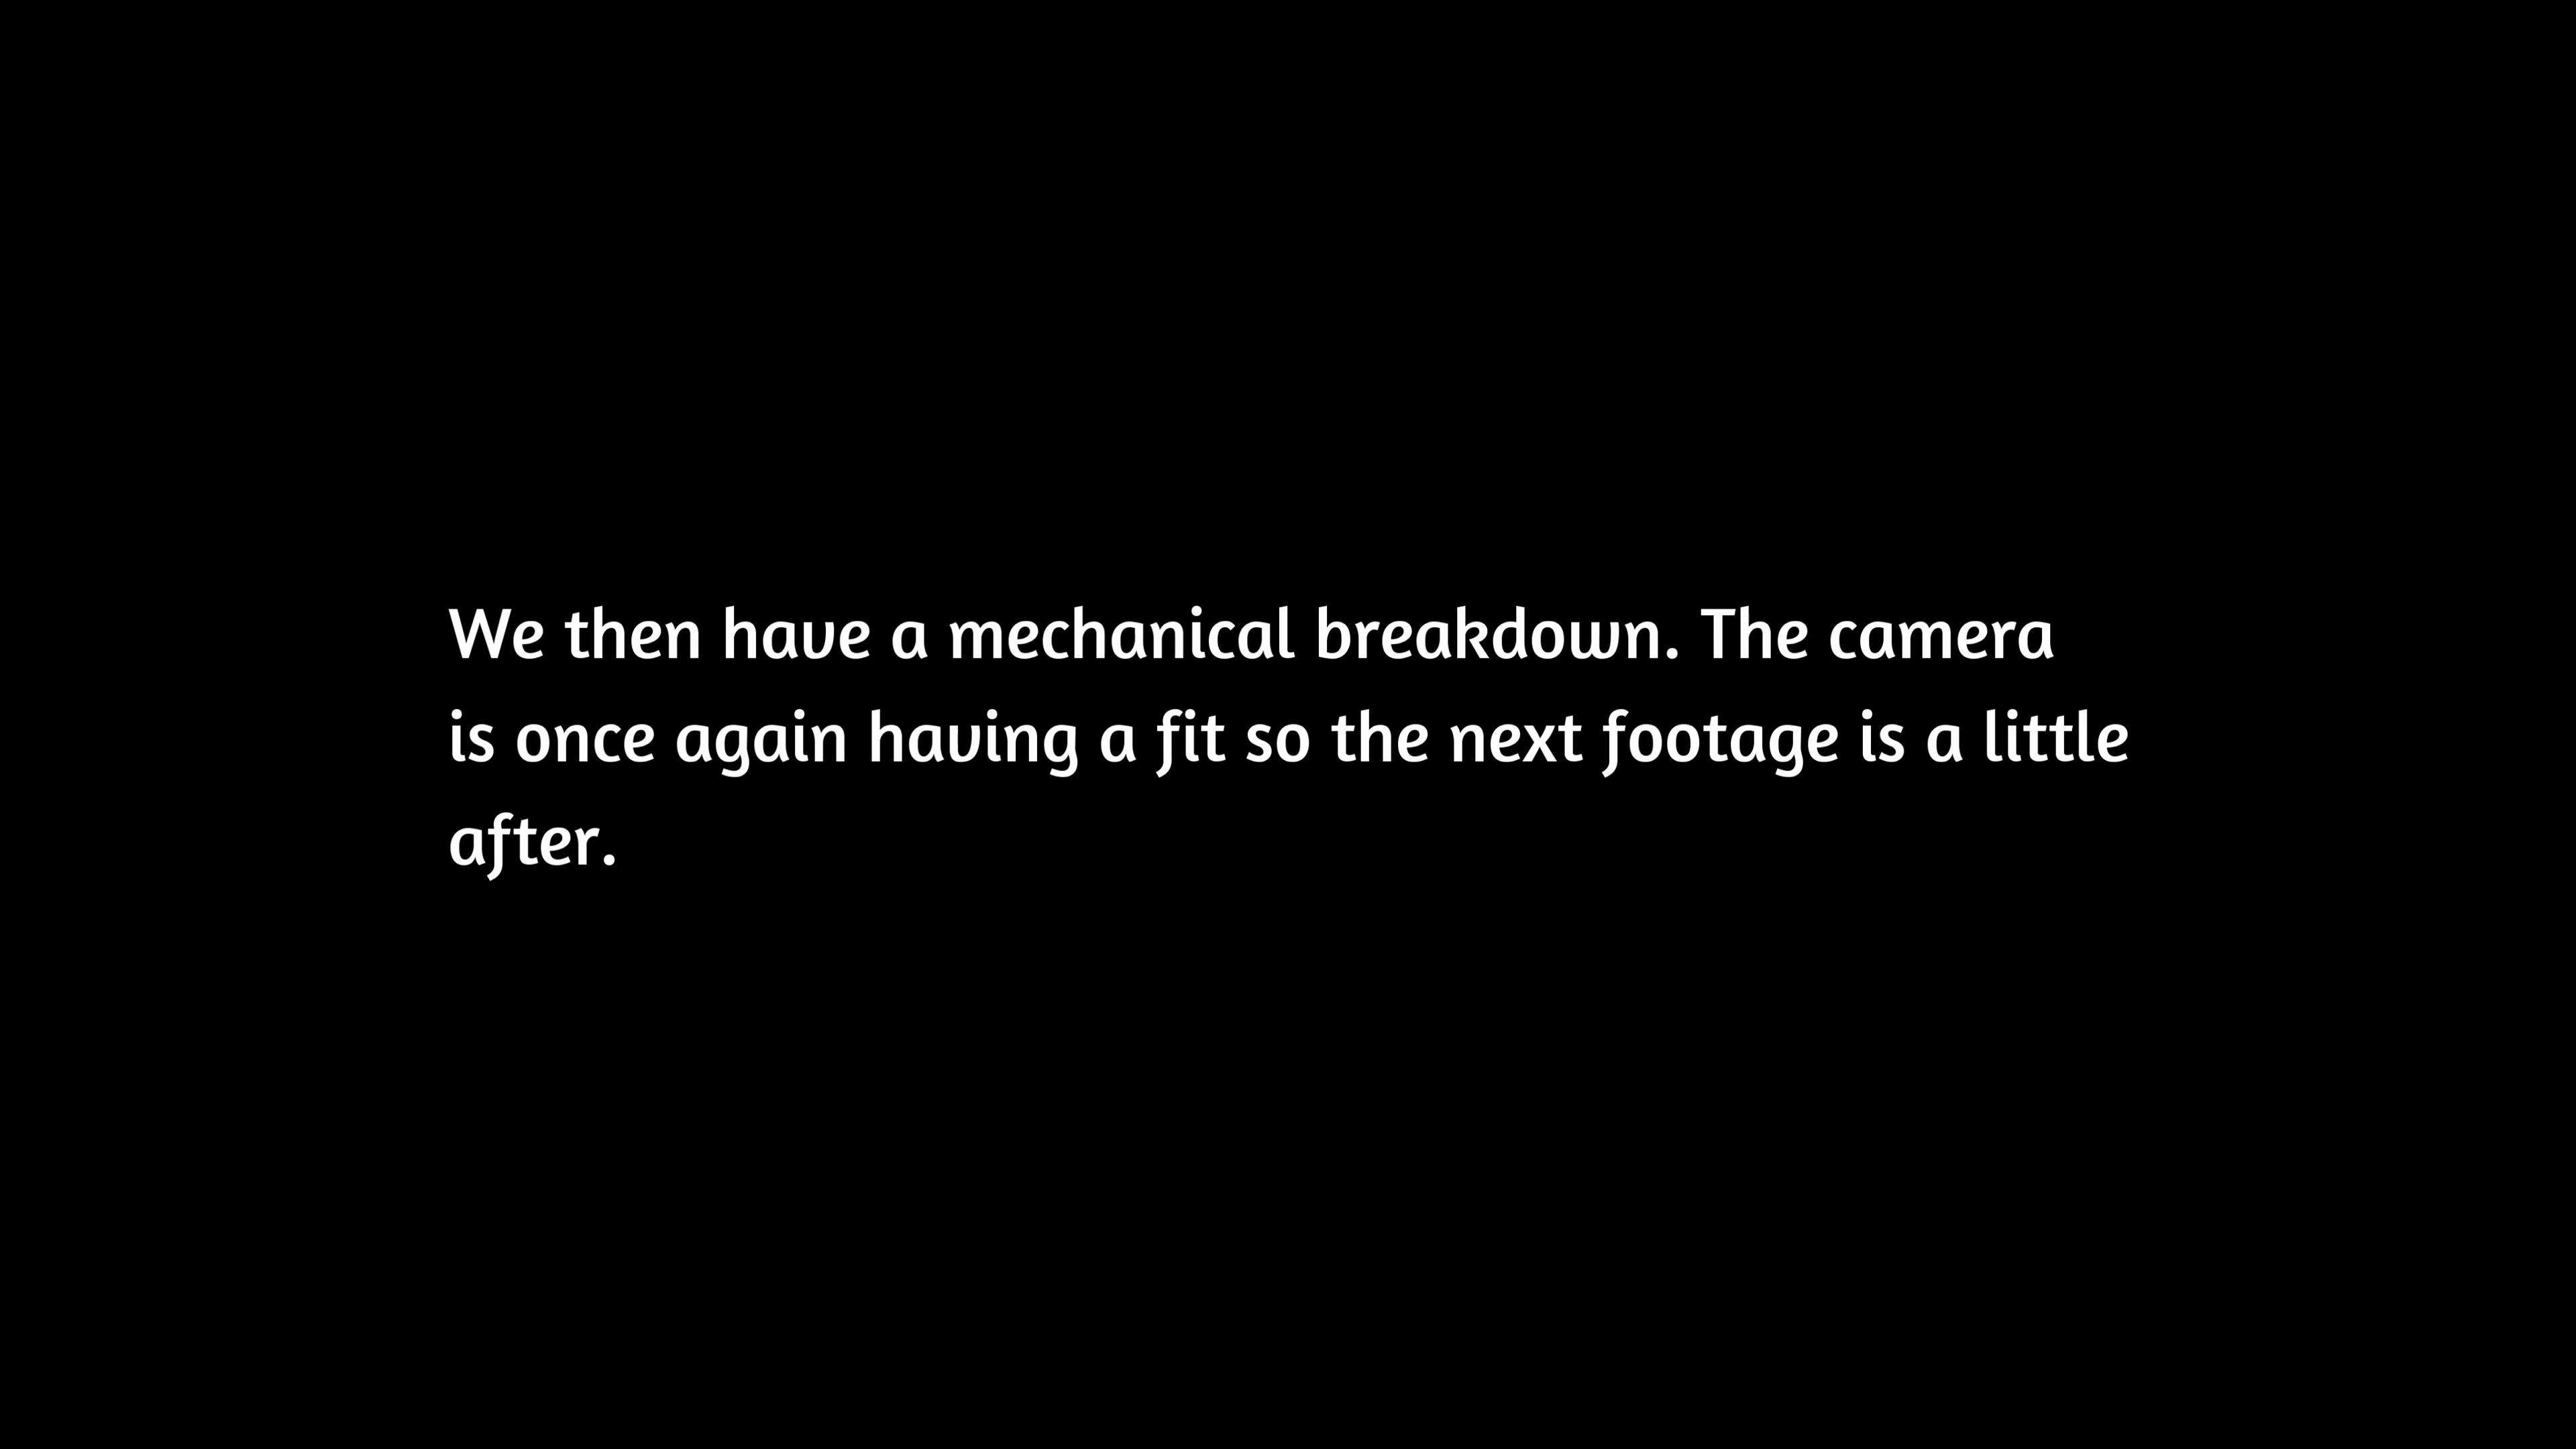 We then have a mechanical breakdown. The camera
is once again having a fit so the next footage is a little
after.